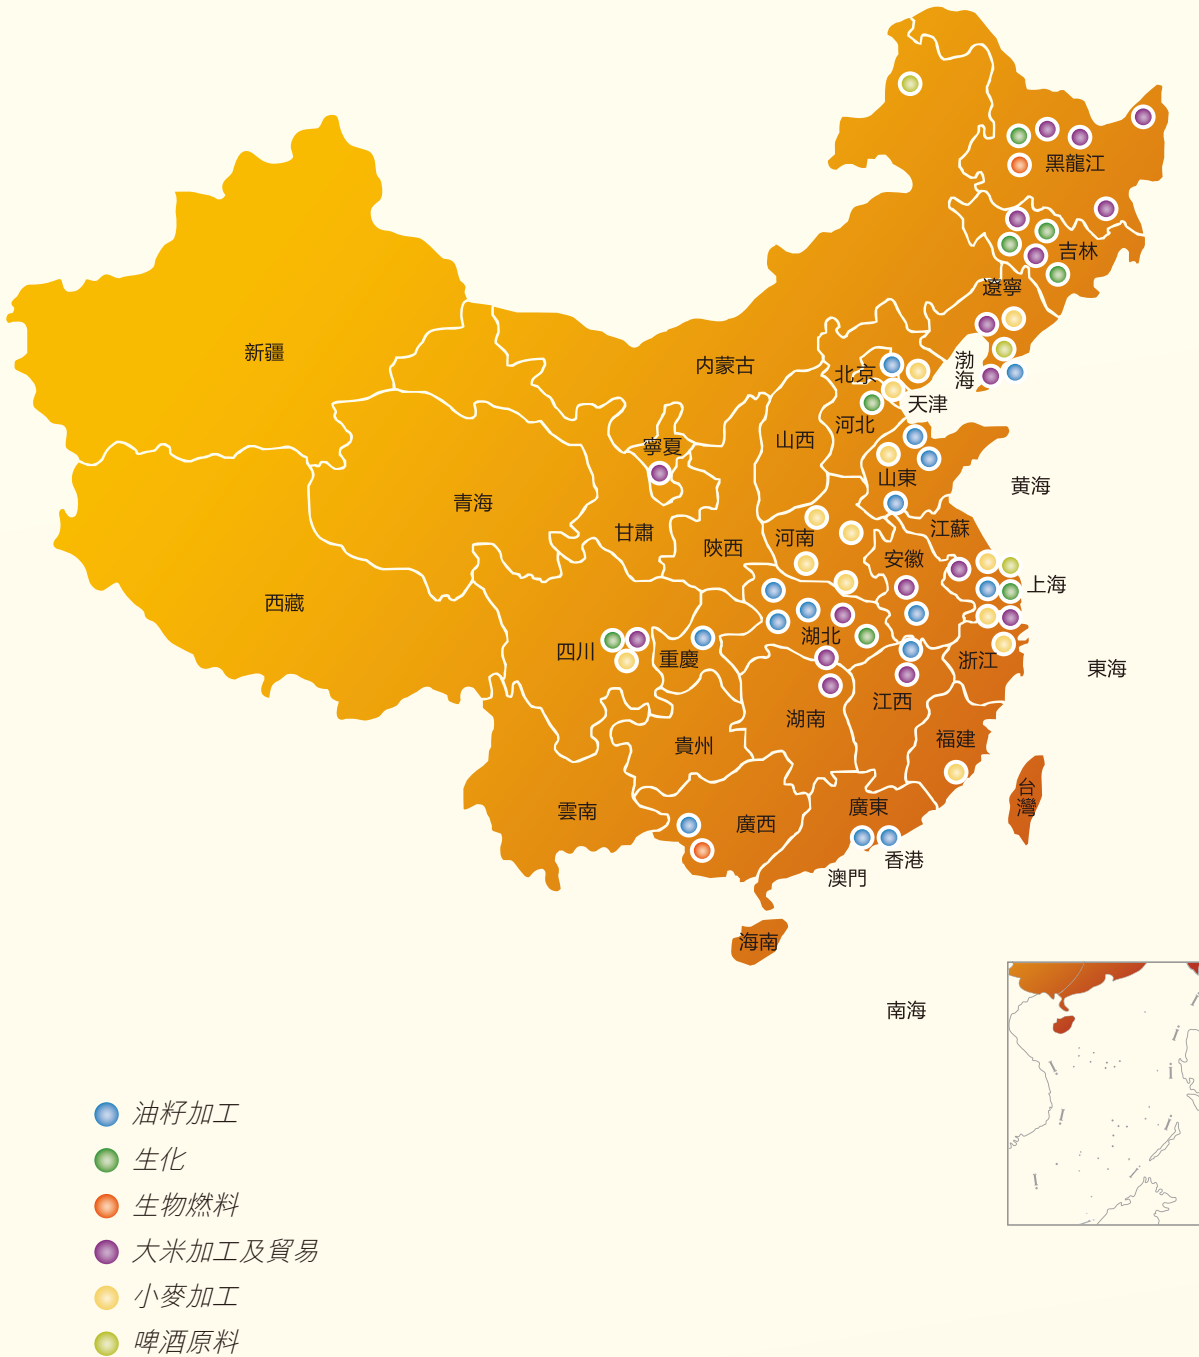 黑龍江
吉林
遼寧
新疆
内蒙古
渤海
北京
天津
河北
山西
寧夏
山東
黄海
青海
江蘇
甘肅
河南
陝西
安徽
上海
西藏
湖北
四川
重慶
浙江
東海
江西
湖南
福建
貴州
台灣
廣東
雲南
廣西
香港
澳門
海南
南海
油籽加工
生化
生物燃料
大米加工及貿易
小麥加工
啤酒原料